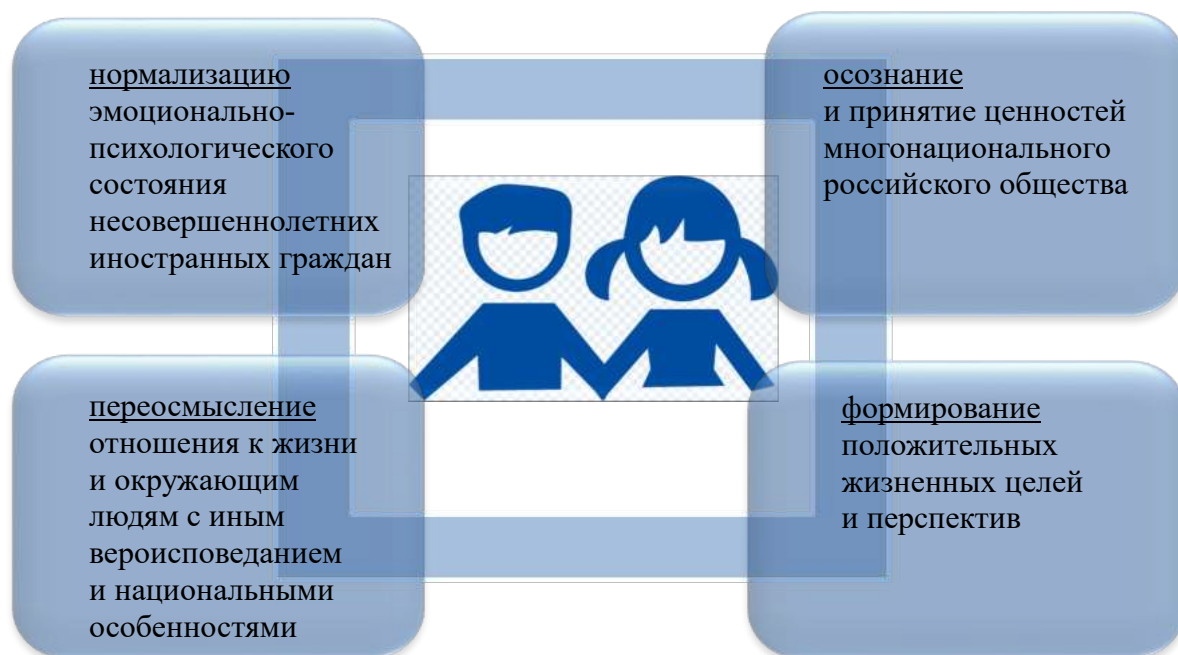 нормализацию
эмоционально-
психологического
состояния
несовершеннолетних
иностранных граждан
осознание
и принятие ценностей
многонационального
российского общества
переосмысление
отношения к жизни
и окружающим
людям с иным
вероисповеданием
и национальными
особенностями
формирование
положительных
жизненных целей
и перспектив